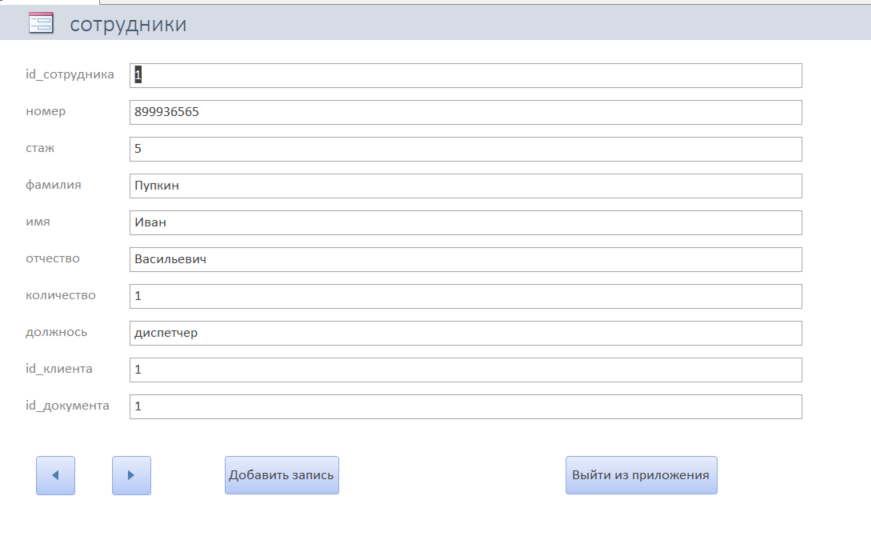 сотрудники
id_сотрудника 1
номер 899936565
стаж 5
фамилия Пупкин
имя Иван
отчество Васильевич
количество 1
должнось диспетчер
id_клиента 1
id_документа 1
Добавить запись Выйти из приложения